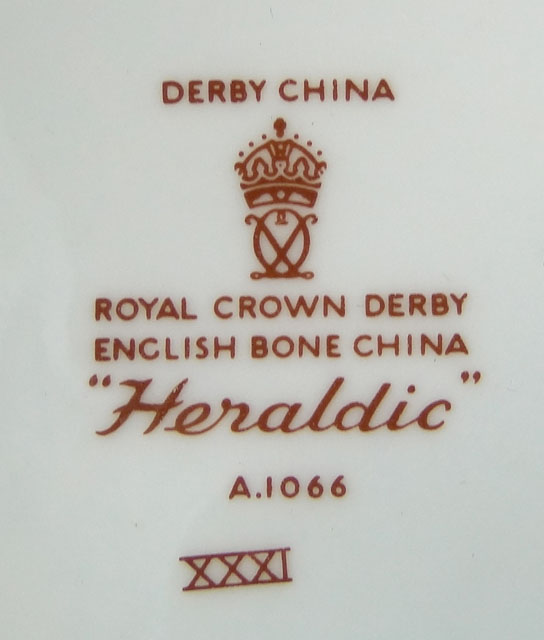 DERBY CHINA
ROYAL CROWN DERBY
ENGLISH BONE CHINA
"Heraldic"
A.1066
XXXI